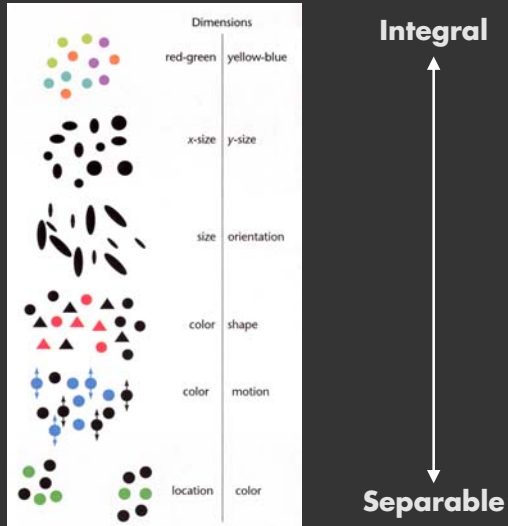 Dimensions
red-green yellow-blue
x-size y-size
size orientation
color shape
color motion
location color
Integral
Separable